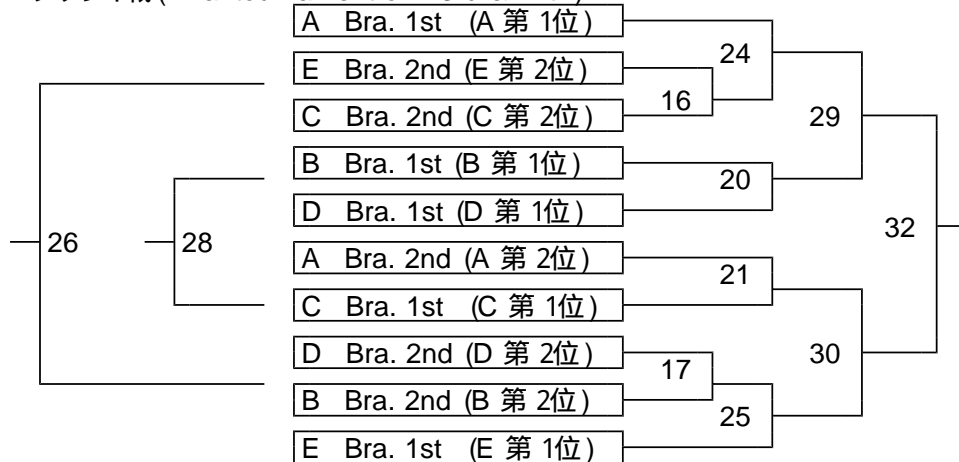 A Bra. 1st (A 第 1位)
24
E Bra. 2nd (E 第 2位)
16
C Bra. 2nd (C 第 2位)
29
B Bra. 1st (B 第 1位)
20
D Bra. 1st (D 第 1位)
32
26
28
A Bra. 2nd (A 第 2位)
21
C Bra. 1st (C 第 1位)
D Bra. 2nd (D 第 2位)
30
17
B Bra. 2nd (B 第 2位)
25
E Bra. 1st (E 第 1位)